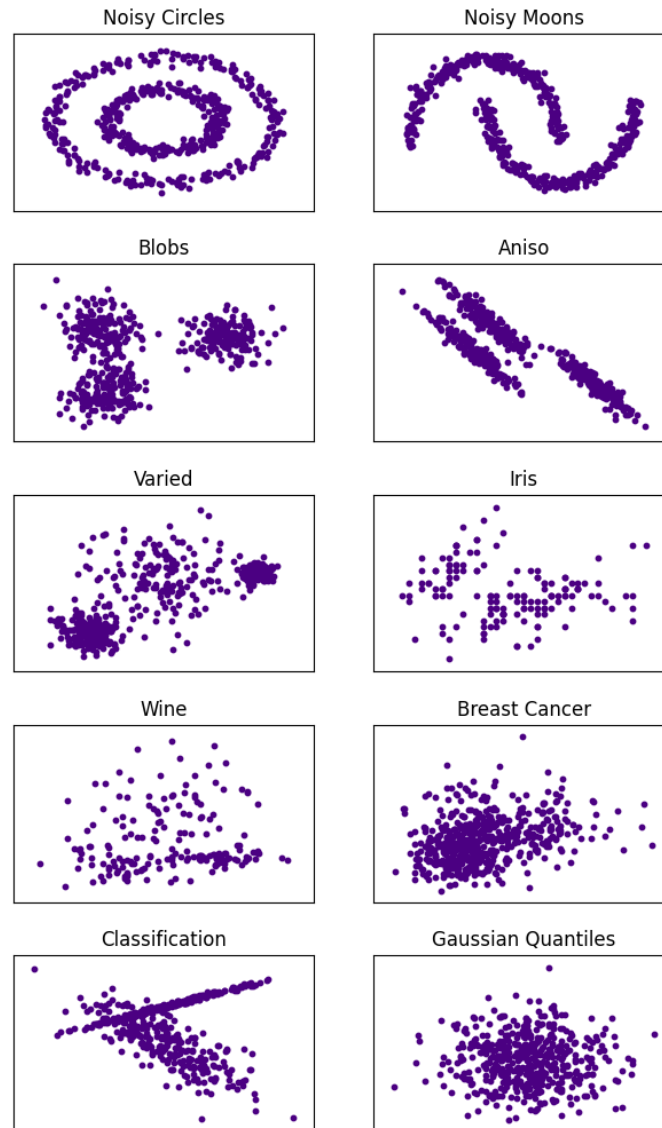 Noisy Circles
Noisy Moons
Blobs
Aniso
Varied
Iris
Wine
Breast Cancer
Classification
Gaussian Quantiles